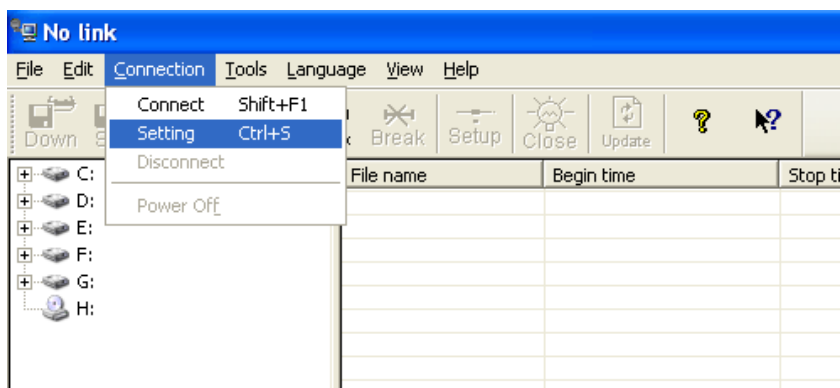 No link
File Edit Connection Tools Language View Help
Connect Shift+F1
Setting Ctrl+S
Disconnect
Power Off
Down Break Setup Close Update
File name Begin time Stop
C:
D:
E:
F:
G:
H: